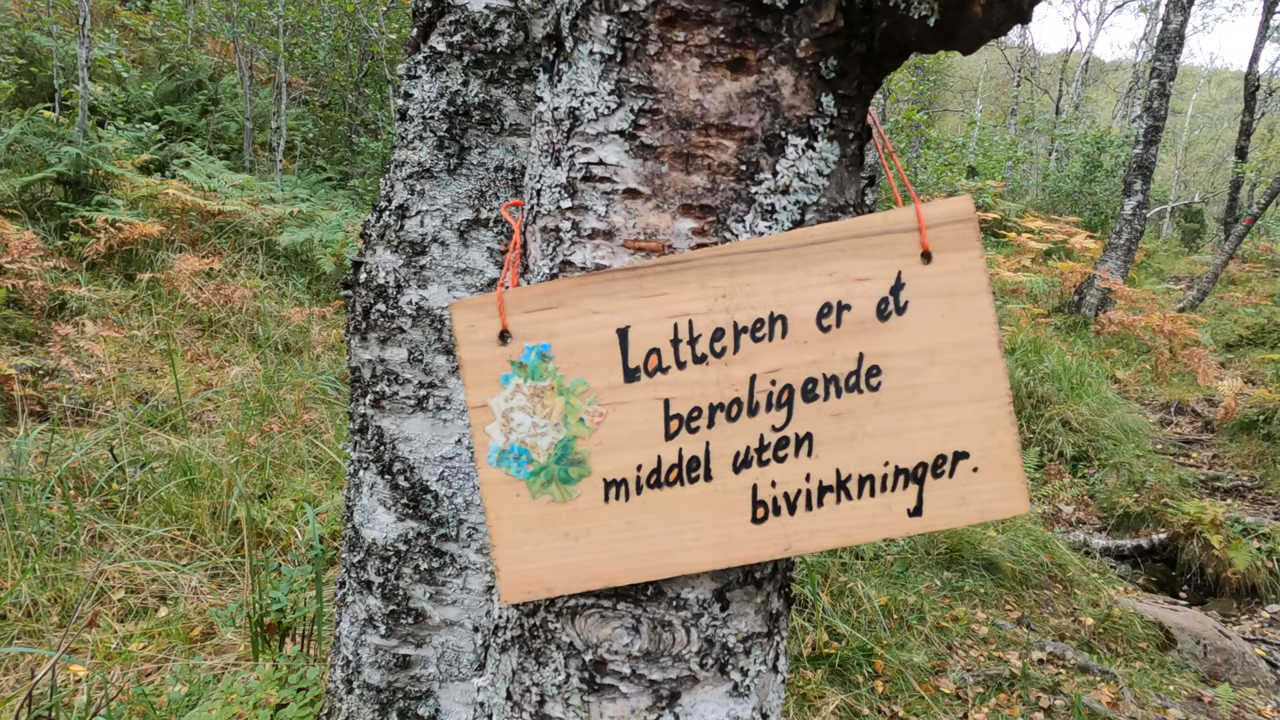 Latteren er et
beroligende
middel uten
bivirkninger.